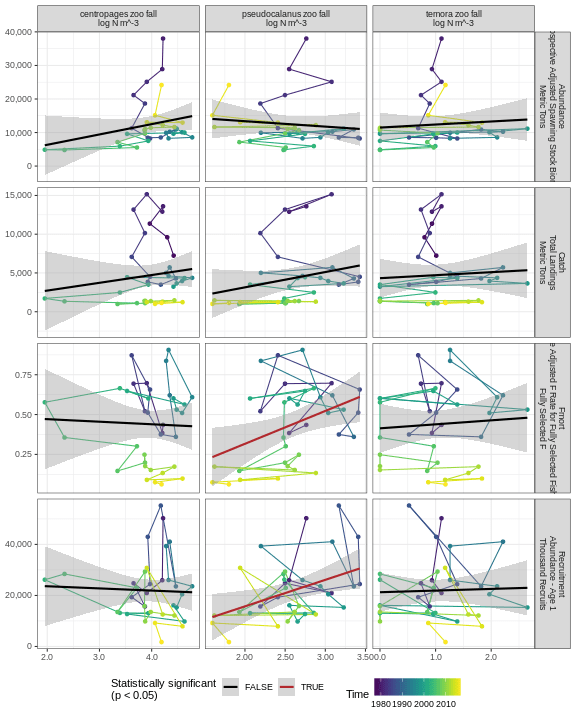 centropages zoo fall
log N m^-3
pseudocalanus zoo fall
log N m^-3
temora zoo fall
log N m^-3
40,000
30,000
20,000
10,000
0
Abundance
Adjusted Spawning Stock
Metric Tons
15,000
10,000
5,000
0
Catch
Total Landings
Metric Tons
0.75
0.50
0.25
Fmort
Adjusted F Rate for Fully Selected
Fully Selected F
40,000
20,000
0
Recruitment
Abundance - Age 1
Thousand Recruits
2.0 3.0 4.0
2.00 2.50 3.00 3.50
0.0 1.0 2.0
Statistically significant
(p < 0.05)
FALSE TRUE
Time
1980 1990 2000 2010